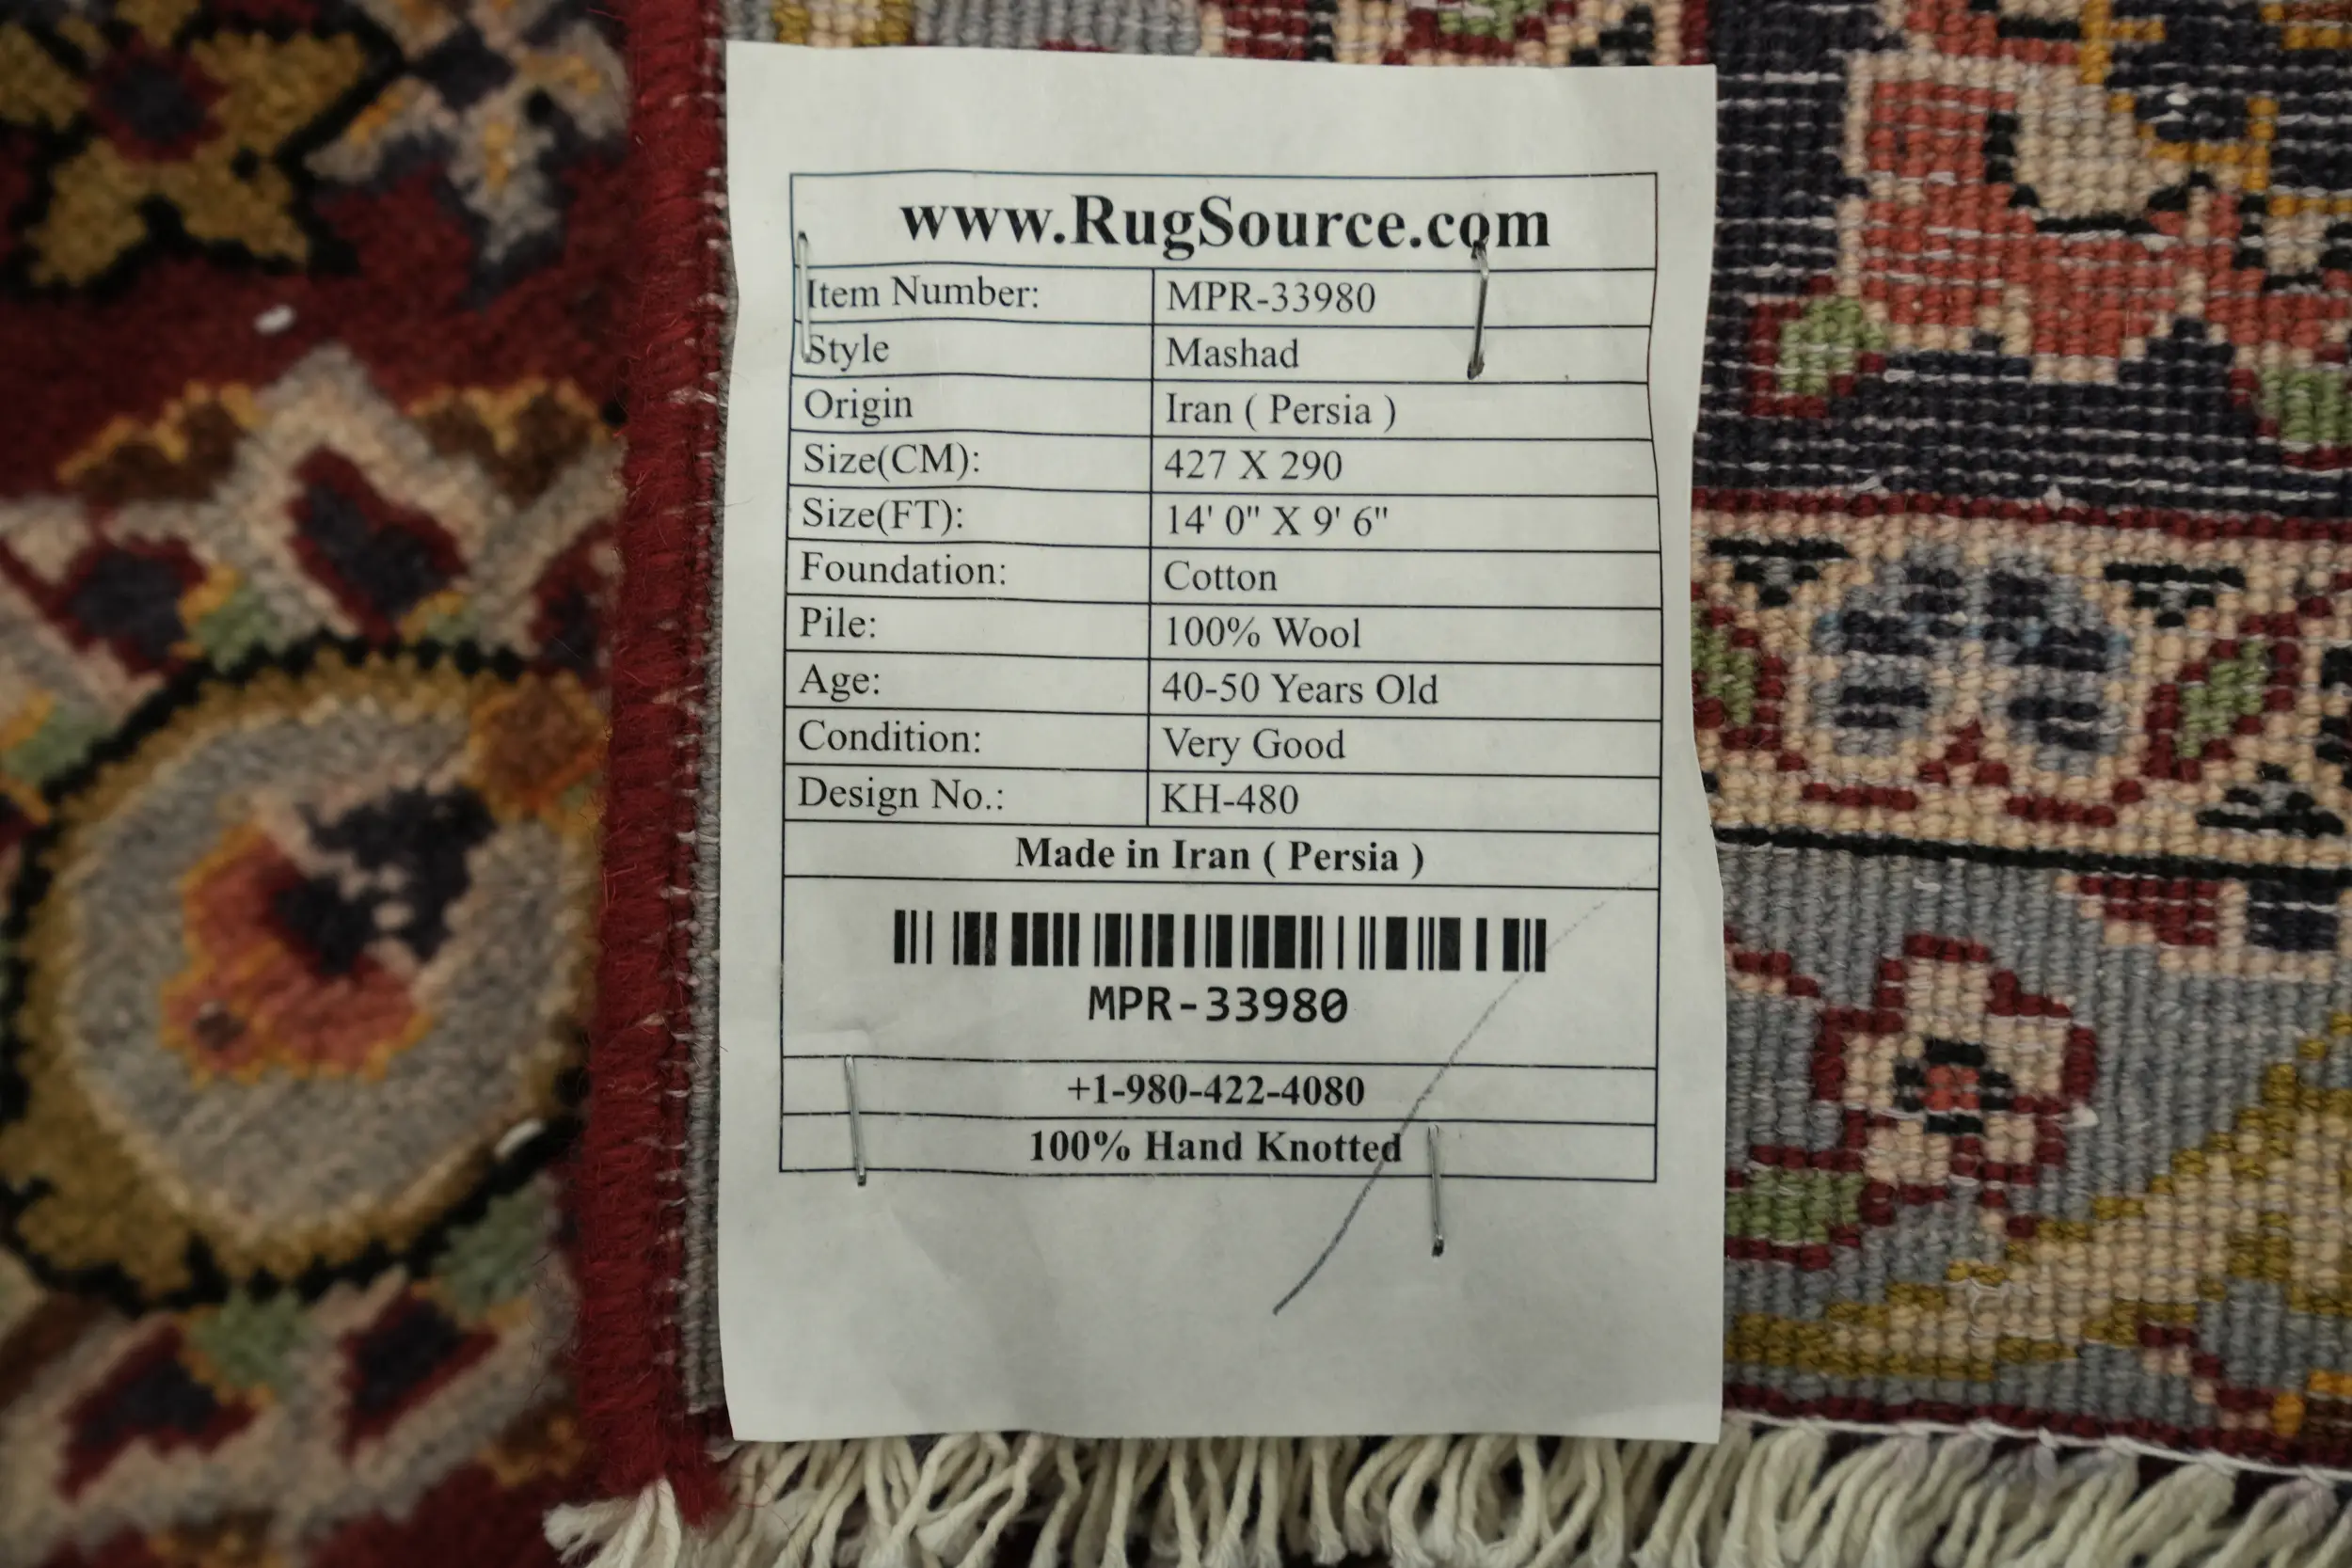 www.RugSource.com
Item Number: MPR-33980
Style Mashad
Origin Iran ( Persia )
Size(CM): 427 X 290
Size(FT): 14' 0" X 9' 6"
Foundation: Cotton
Pile: 100% Wool
Age: 40-50 Years Old
Condition: Very Good
Design No.: KH-480
Made in Iran ( Persia )
MPR-33980
+1-980-422-4080
100% Hand Knotted